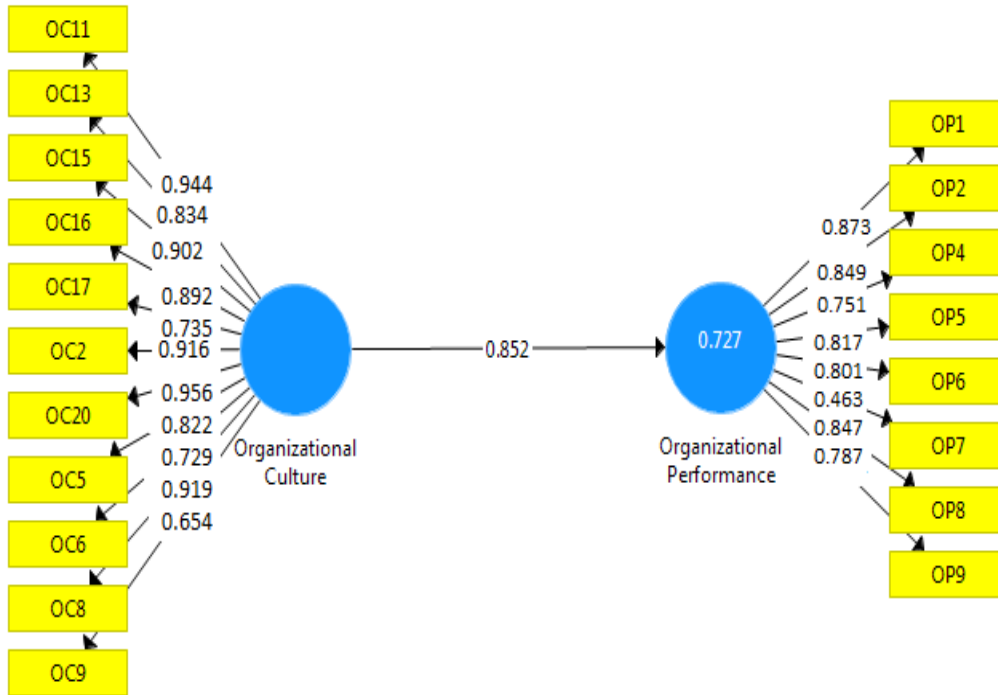 OC11
OC13
OC15
OC16
OC17
OC2
OC20
OC5
OC6
OC8
OC9
0.944
0.834
0.902
0.892
0.735
0.916
0.956
0.822
0.729
0.919
0.654
Organizational
Culture
0.852
0.727
Organizational
Performance
0.873
0.849
0.751
0.817
0.801
0.463
0.847
0.787
OP1
OP2
OP4
OP5
OP6
OP7
OP8
OP9